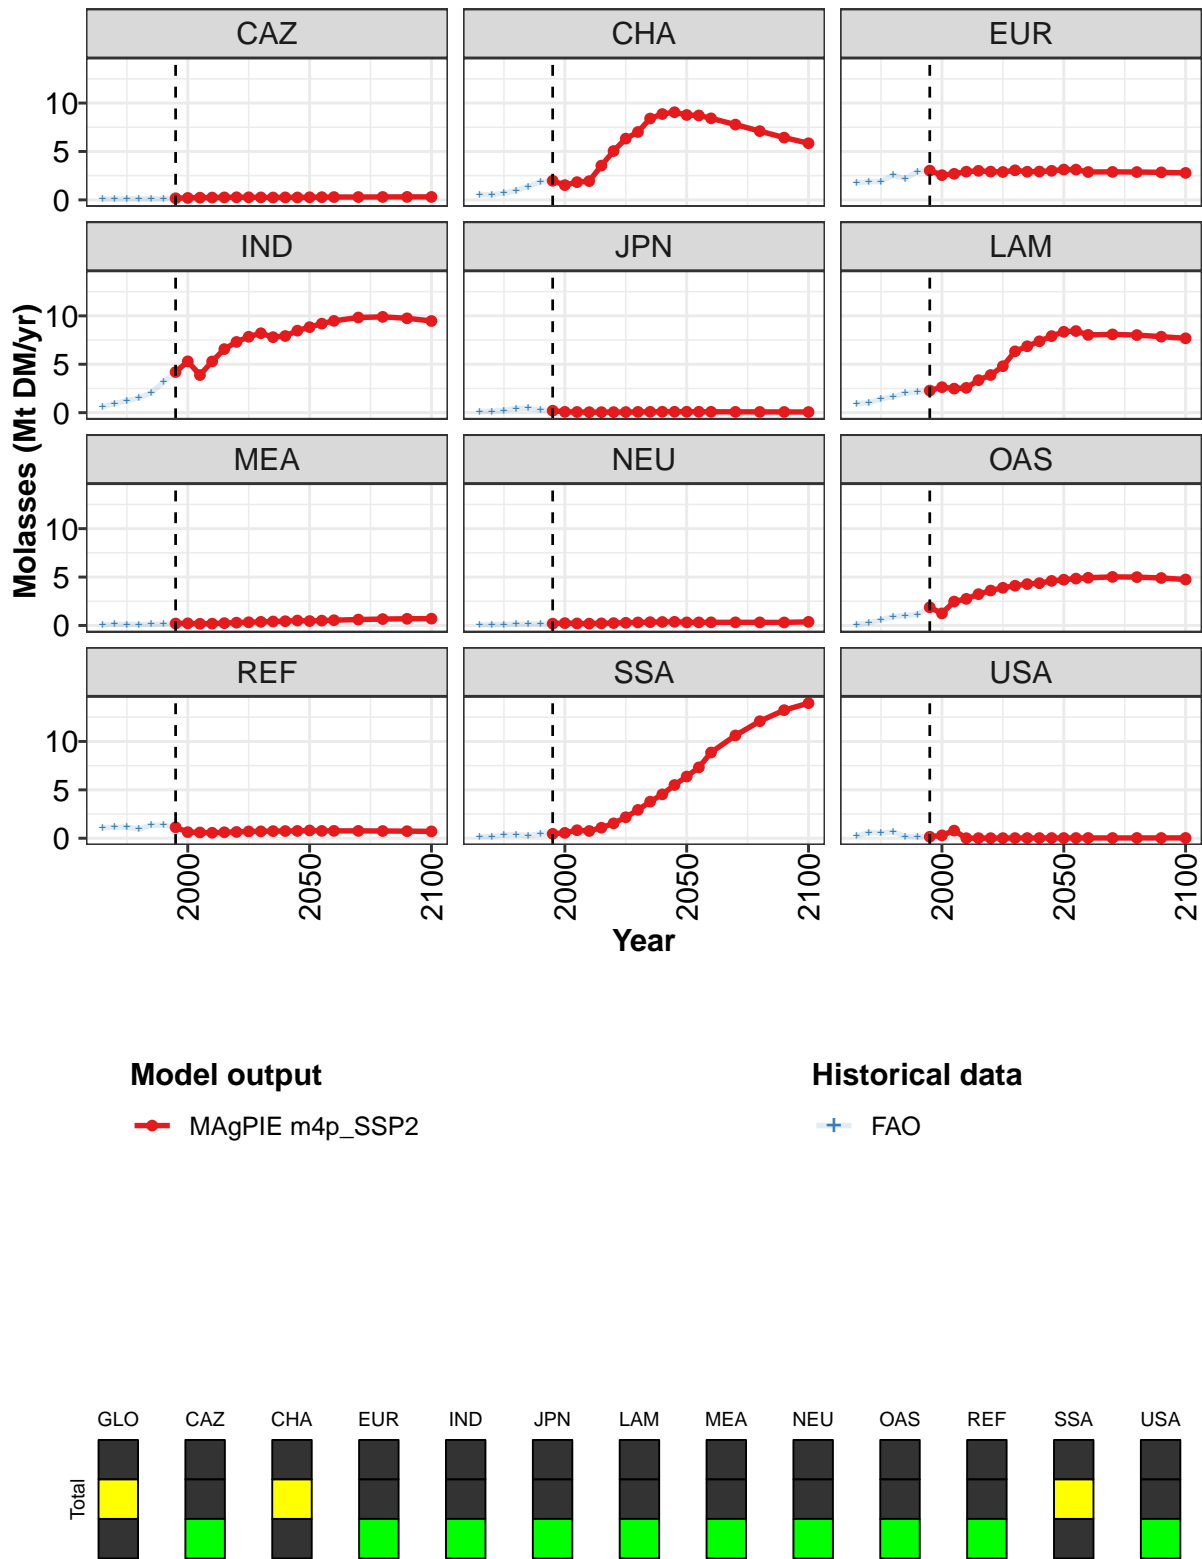 CAZ CHA EUR
10
5
0
IND JPN LAM
10
5
0
MEA NEU OAS
10
5
0
REF SSA USA
10
5
0
Molasses (Mt DM/yr)
2000 2050 2100 2000 2050 2100 2000 2050 2100
Year
Model output Historical data
MAgPIE m4p_SSP2 FAO
GLO CAZ CHA EUR IND JPN LAM MEA NEU OAS REF SSA USA
Total